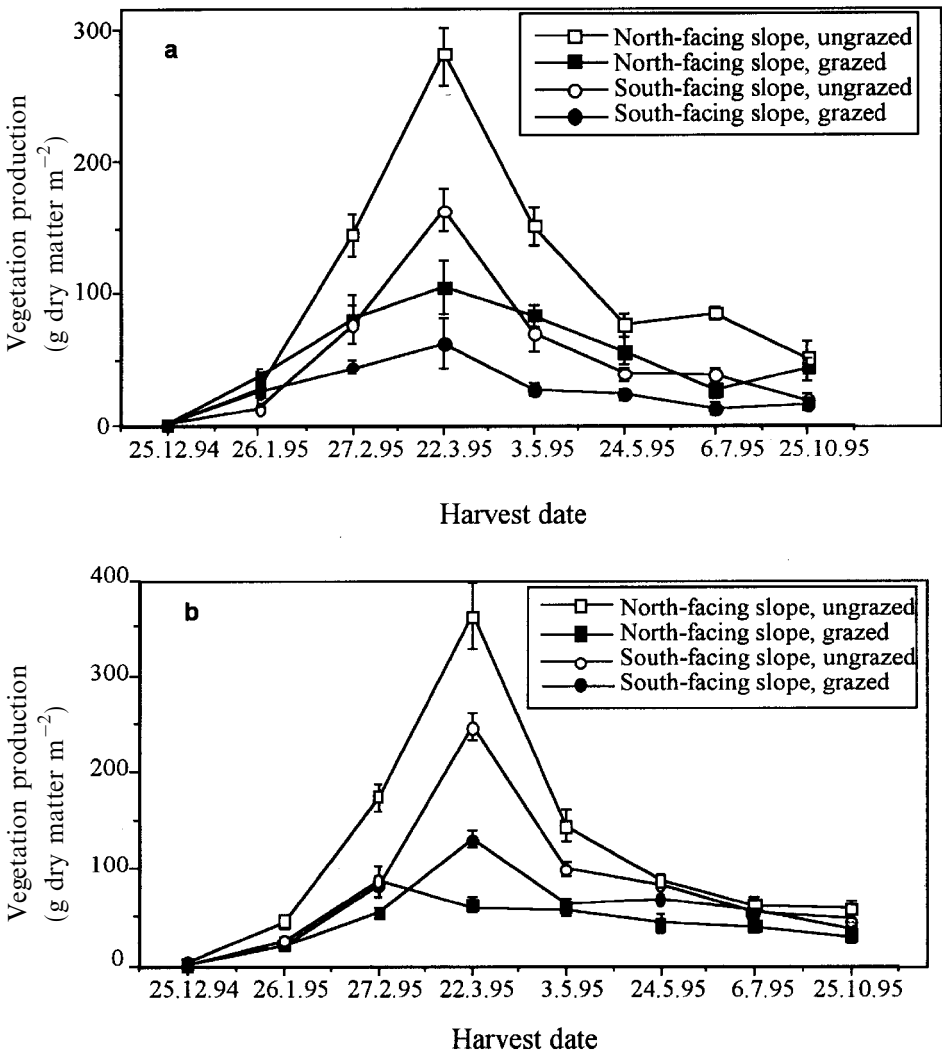 a
North-facing slope, ungrazed
North-facing slope, grazed
South-facing slope, ungrazed
South-facing slope, grazed
Vegetation production
(g dry matter m−2)
300
200
100
0
25.12.94 26.1.95 27.2.95 22.3.95 3.5.95 24.5.95 6.7.95 25.10.95
Harvest date
b
North-facing slope, ungrazed
North-facing slope, grazed
South-facing slope, ungrazed
South-facing slope, grazed
Vegetation production
(g dry matter m−2)
400
300
200
100
0
25.12.94 26.1.95 27.2.95 22.3.95 3.5.95 24.5.95 6.7.95 25.10.95
Harvest date